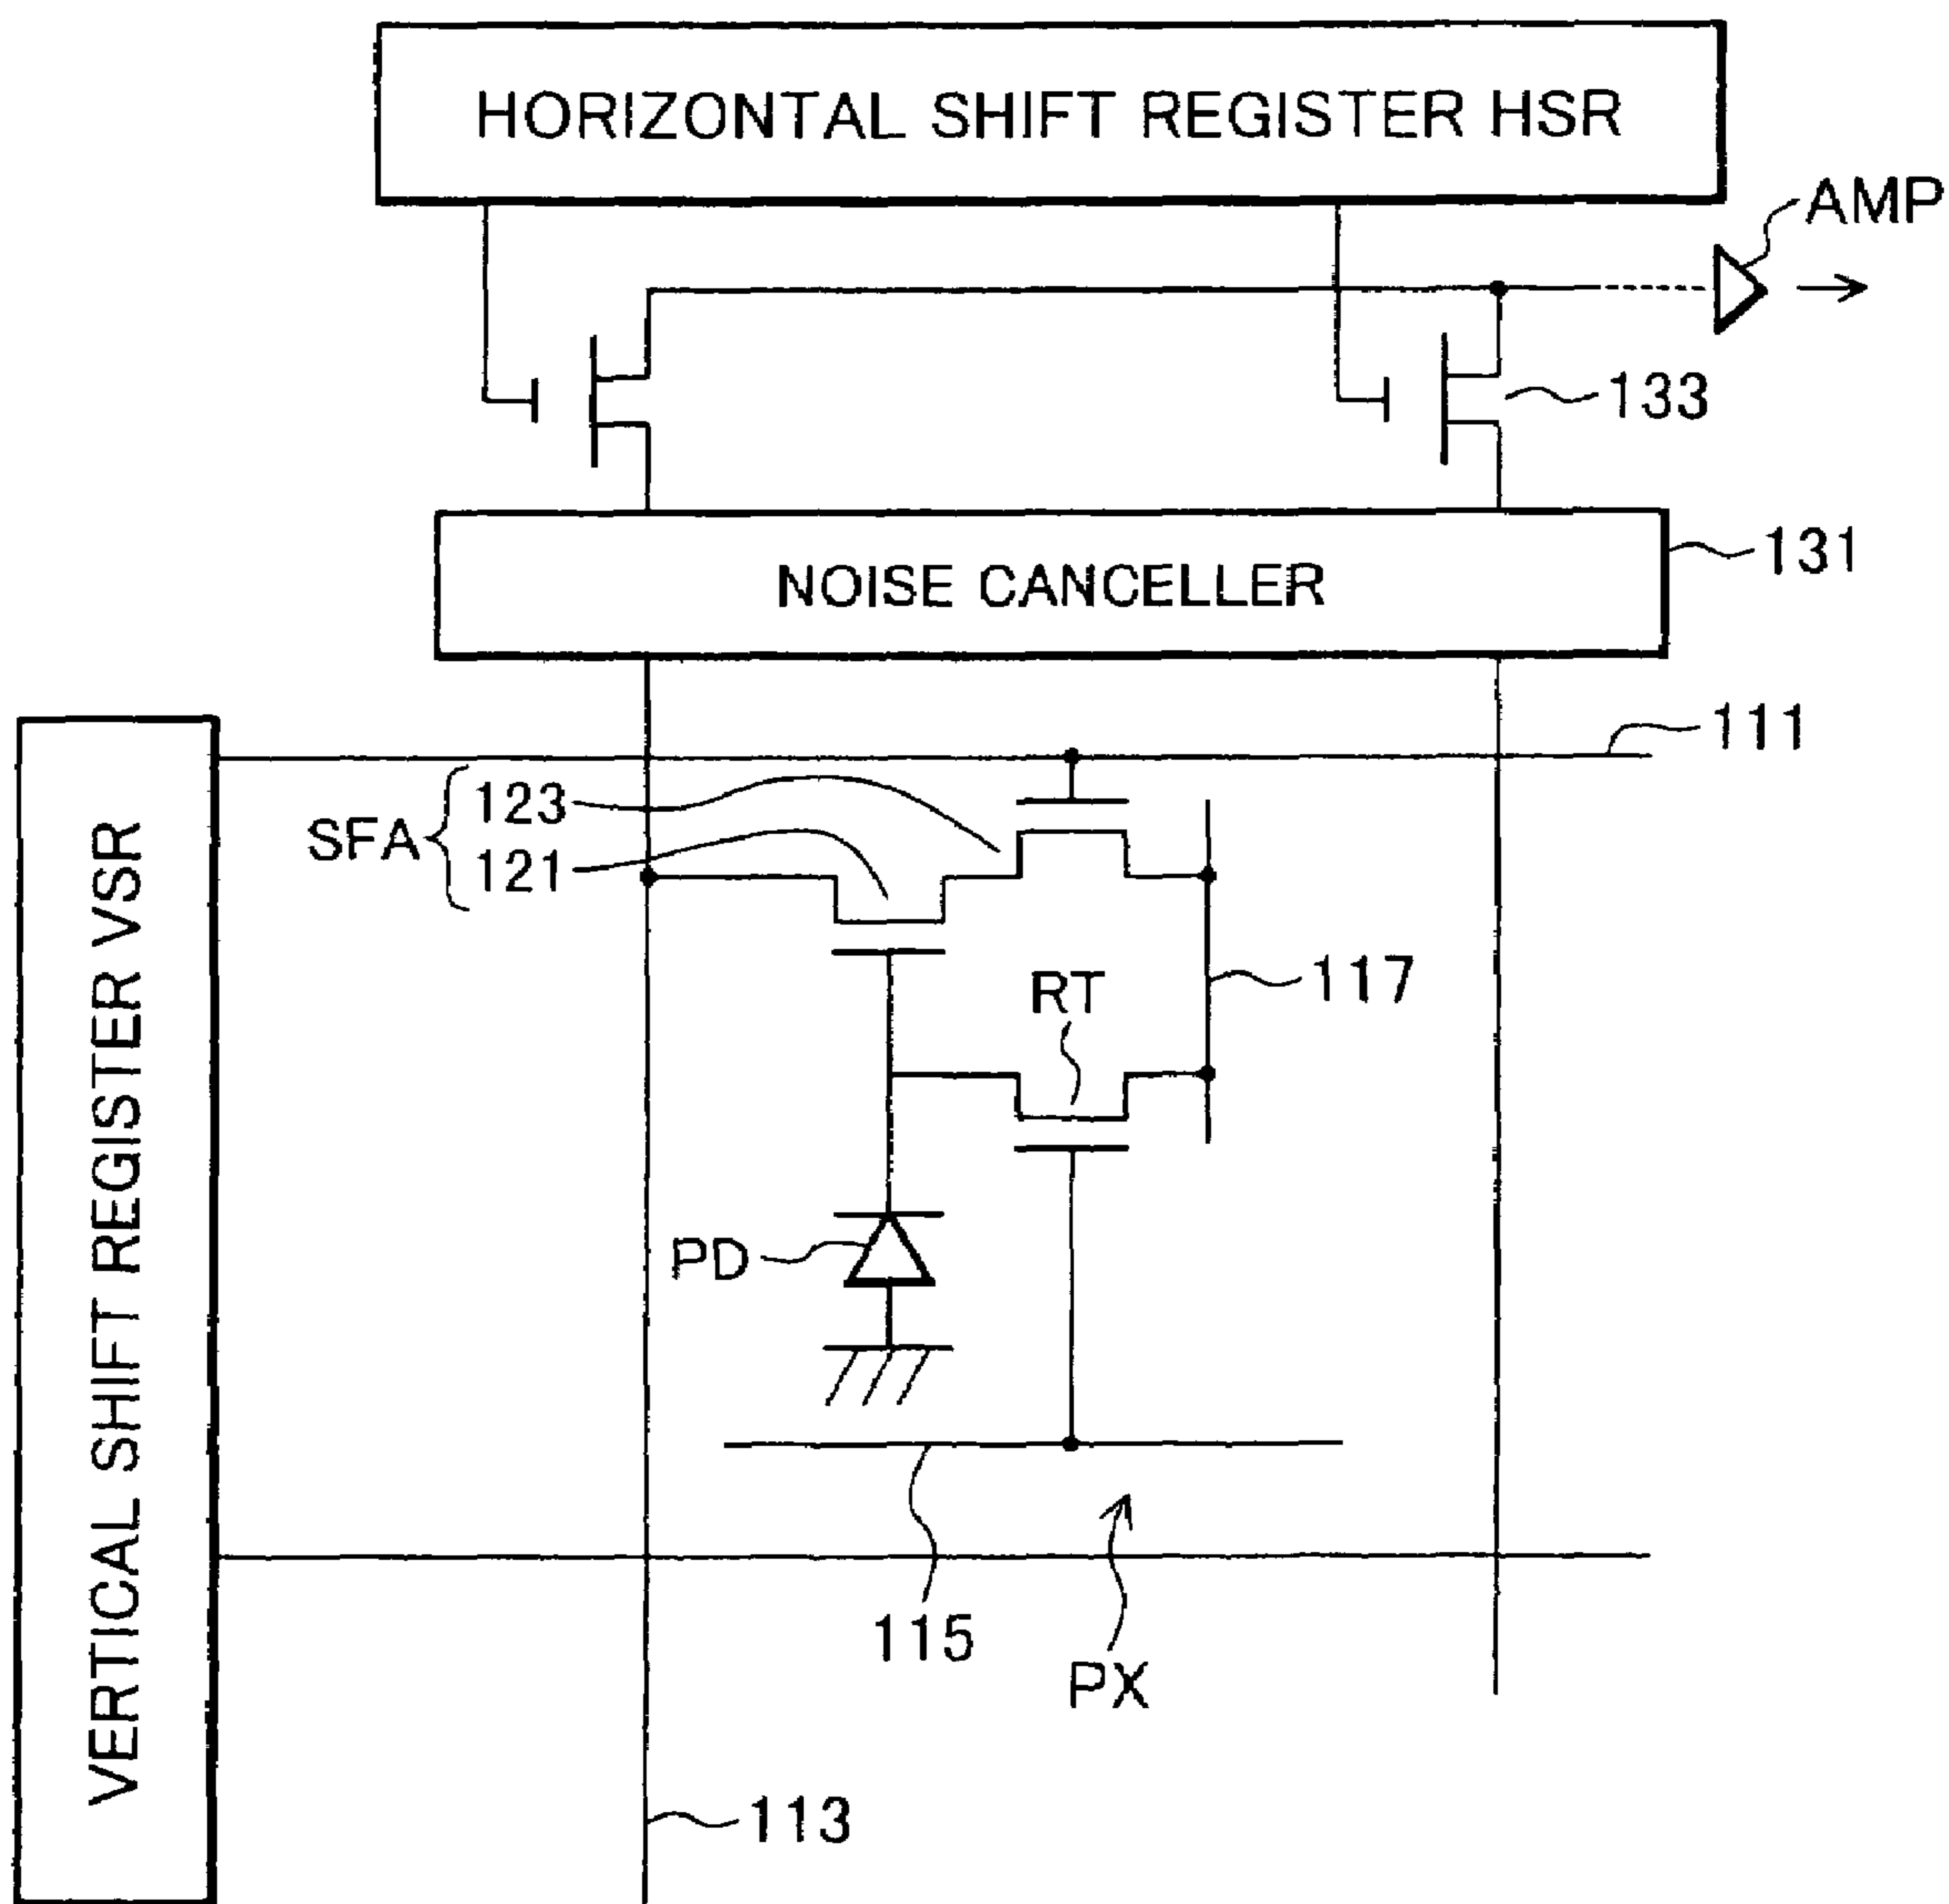 HORIZONTAL SHIFT REGISTER HSR
AMP
133
NOISE CANCELLER
131
111
SFA
123
121
117
RT
VERTICAL SHIFT REGISTER VSR
PD
115
PX
113